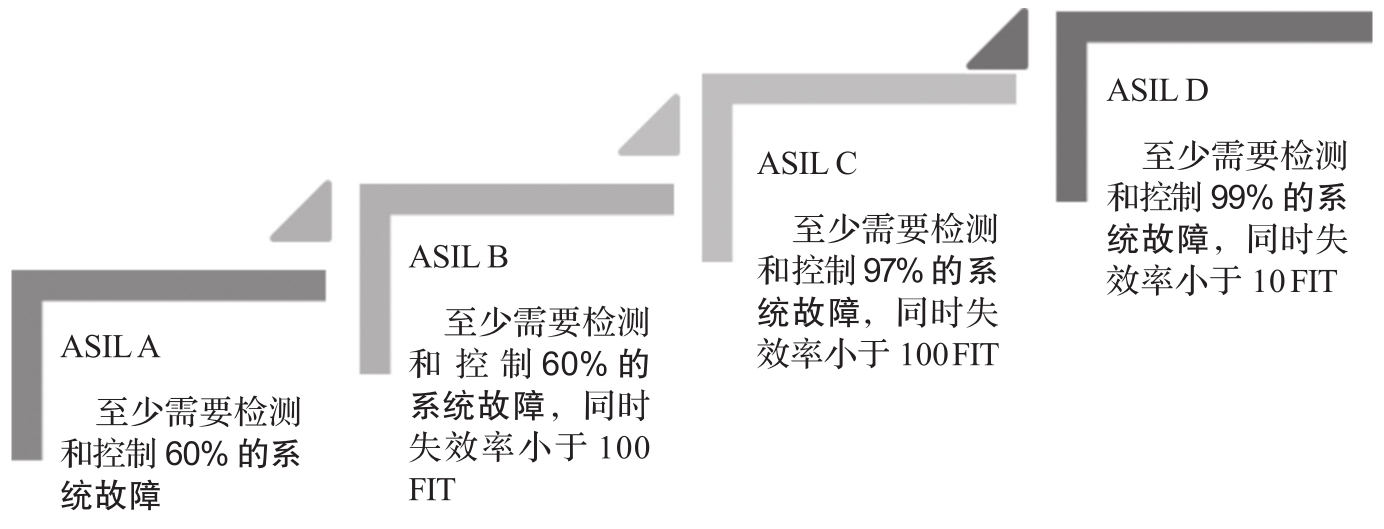 ASIL A
至少需要检测
和控制 60% 的系
统故障
ASIL B
至少需要检测
和 控 制 60% 的
系统故障，同时
失效率小于 100
FIT
ASIL C
至少需要检测
和控制 97% 的系
统故障，同时失
效率小于 100 FIT
ASIL D
至少需要检测
和控制 99% 的系
统故障，同时失
效率小于 10 FIT